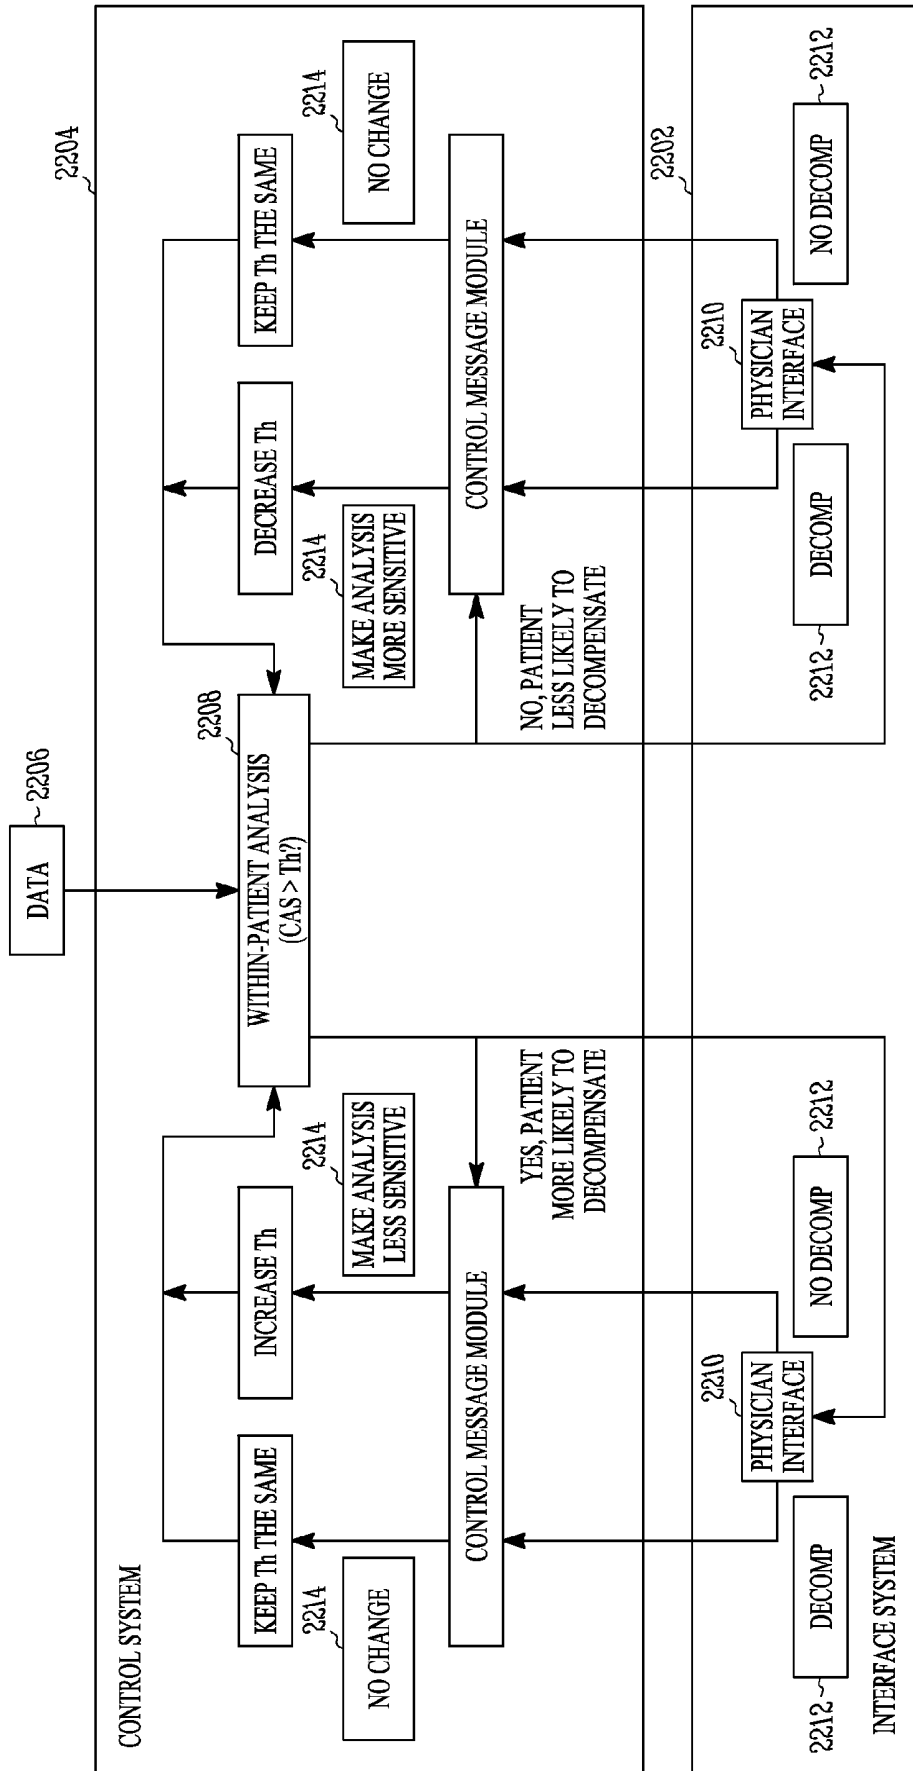 DATA
2206
2204
CONTROL SYSTEM
KEEP Th THE SAME
INCREASE Th
WITHIN-PATIENT ANALYSIS
(CAS > Th?)
2208
DECREASE Th
KEEP Th THE SAME
2214
NO CHANGE
2214
MAKE ANALYSIS
LESS SENSITIVE
2214
MAKE ANALYSIS
MORE SENSITIVE
2214
NO CHANGE
CONTROL MESSAGE MODULE
CONTROL MESSAGE MODULE
YES, PATIENT
MORE LIKELY TO
DECOMPENSATE
NO, PATIENT
LESS LIKELY TO
DECOMPENSATE
2202
2210
PHYSICIAN
INTERFACE
2210
PHYSICIAN
INTERFACE
DECOMP
2212
NO DECOMP
2212
DECOMP
2212
NO DECOMP
2212
INTERFACE SYSTEM